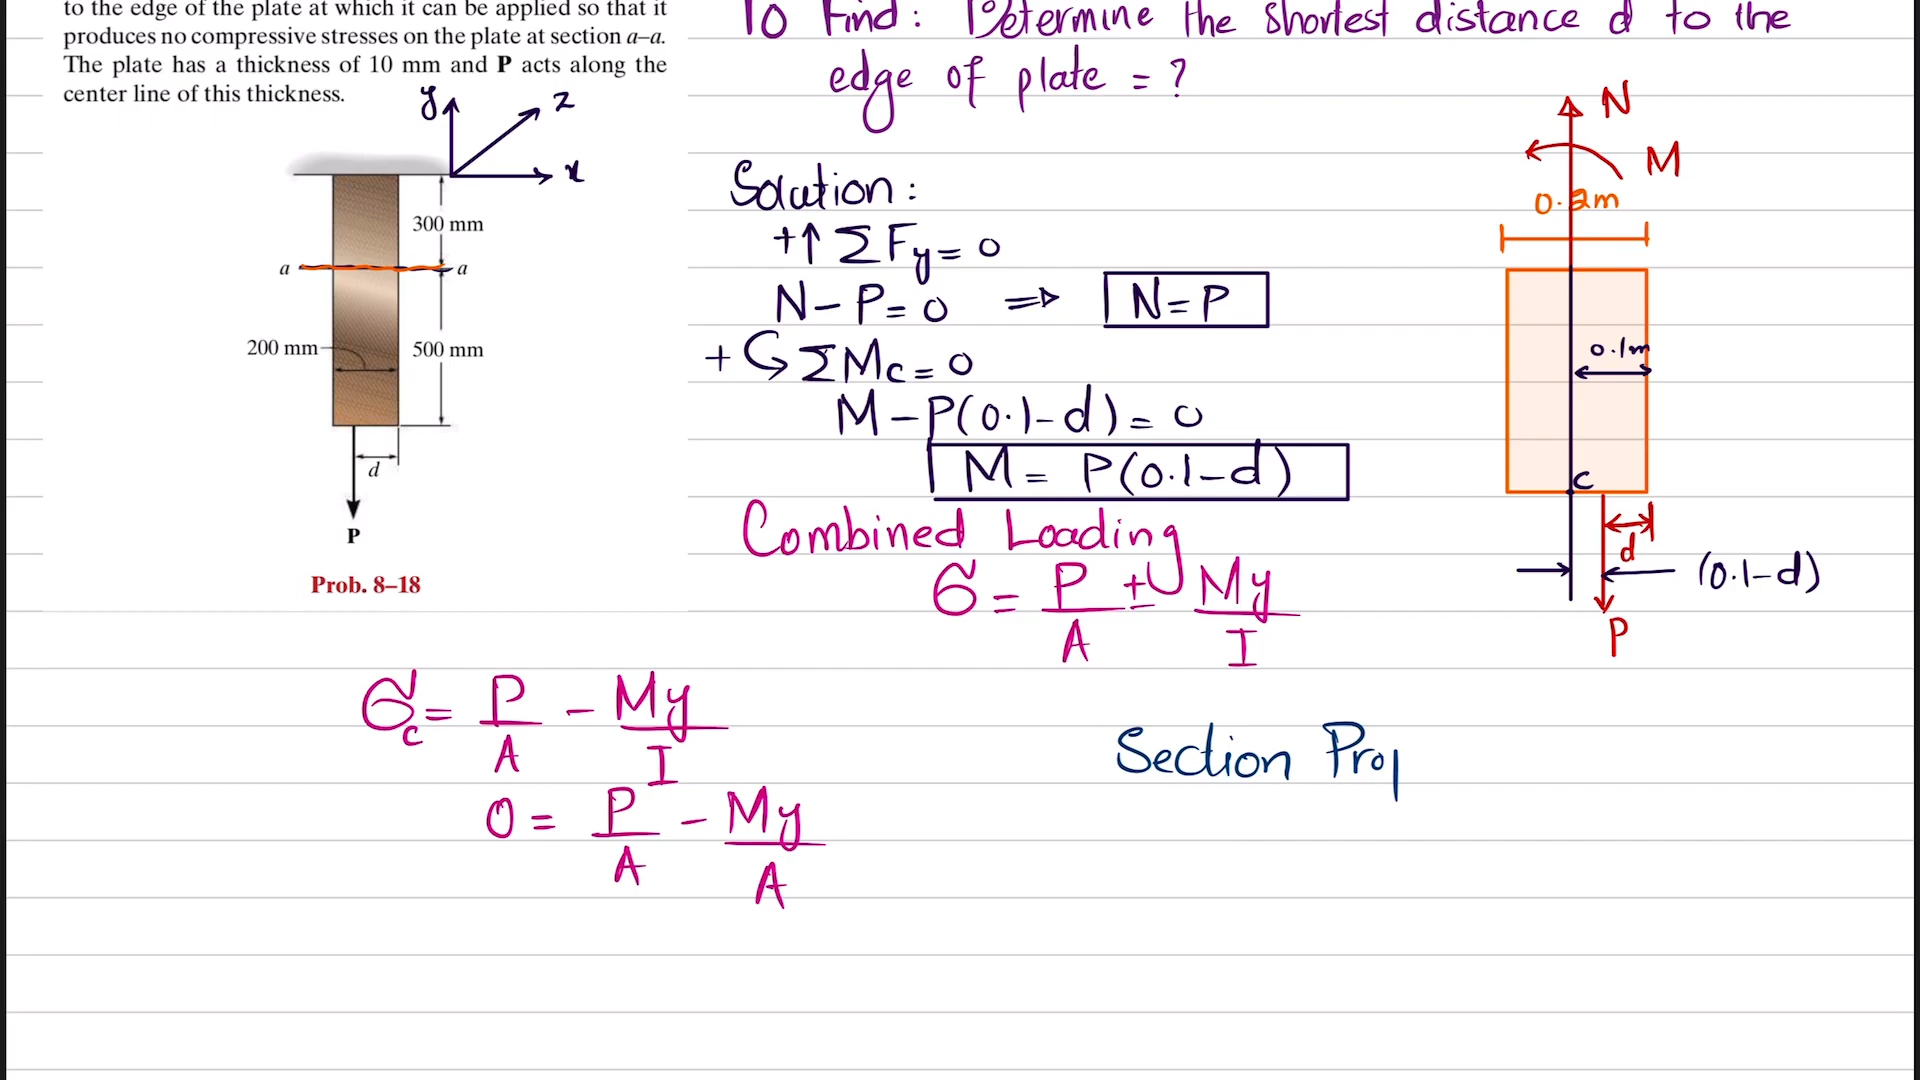 to the edge of the plate at which it can be applied so that it
produces no compressive stresses on the plate at section a–a.
The plate has a thickness of 10 mm and P acts along the
center line of this thickness.
y
z
x
300 mm
a
a
200 mm
500 mm
d
P
Prob. 8–18
To Find: Determine the shortest distance d to the
edge of plate = ?
Solution:
+↑ ΣFy = 0
N – P = 0 ⇒ N = P
+ ↺ ΣMc = 0
M – P(0.1 – d) = 0
M = P(0.1 – d)
Combined Loading
σ = P/A ± My/I
σc = P/A – My/I
0 = P/A – My/A
Section Prop
N
M
0.2m
0.1m
C
d
(0.1–d)
P